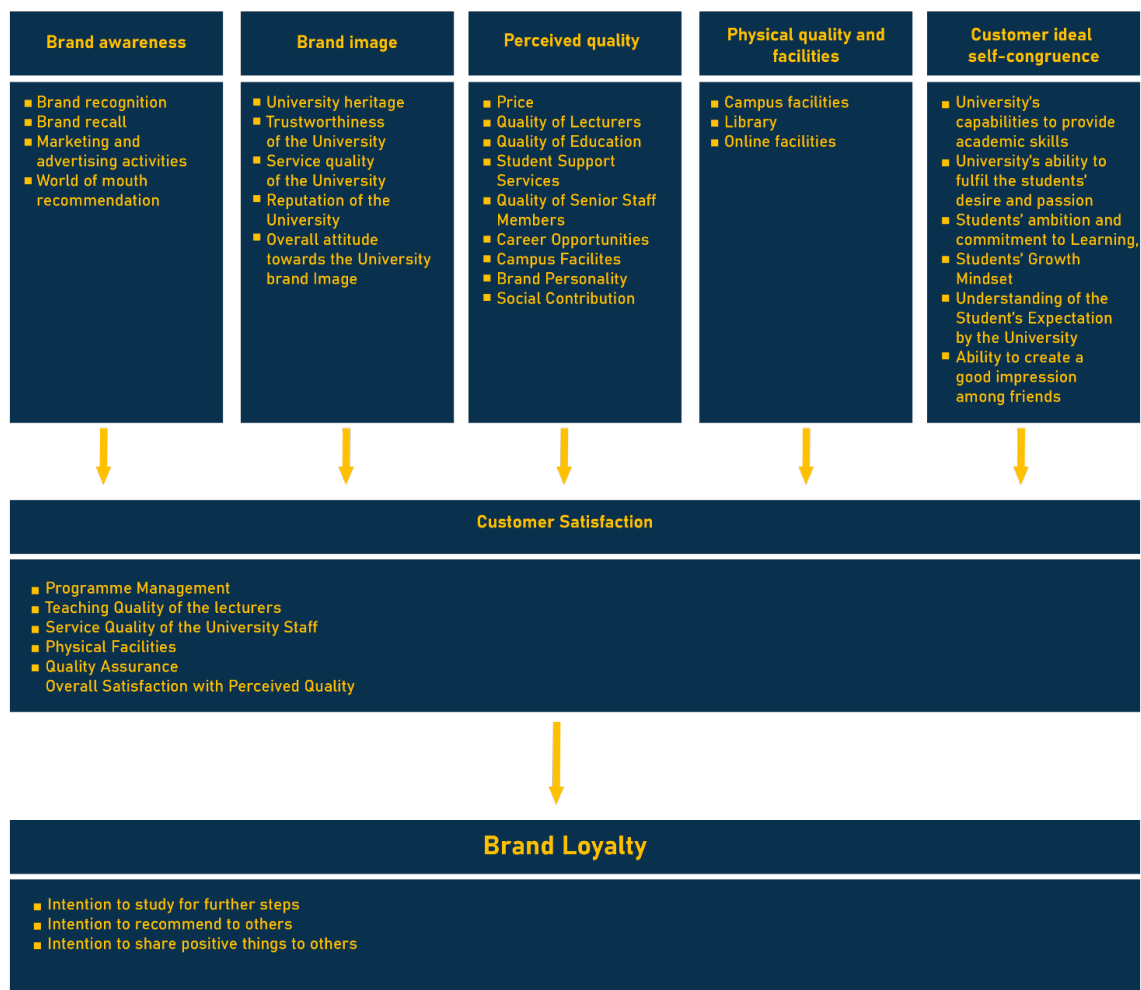 Brand awareness
■ Brand recognition
■ Brand recall
■ Marketing and
advertising activities
■ World of mouth
recommendation
Brand image
■ University heritage
■ Trustworthiness
of the University
■ Service quality
of the University
■ Reputation of the
University
■ Overall attitude
towards the University
brand Image
Perceived quality
■ Price
■ Quality of Lecturers
■ Quality of Education
■ Student Support
Services
■ Quality of Senior Staff
Members
■ Career Opportunities
■ Campus Facilites
■ Brand Personality
■ Social Contribution
Physical quality and
facilities
■ Campus facilities
■ Library
■ Online facilities
Customer ideal
self-congruence
■ University's
capabilities to provide
academic skills
■ University's ability to
fulfil the students'
desire and passion
■ Students' ambition and
commitment to Learning,
■ Students' Growth
Mindset
■ Understanding of the
Student's Expectation
by the University
■ Ability to create a
good impression
among friends
Customer Satisfaction
■ Programme Management
■ Teaching Quality of the lecturers
■ Service Quality of the University Staff
■ Physical Facilities
■ Quality Assurance
Overall Satisfaction with Perceived Quality
Brand Loyalty
■ Intention to study for further steps
■ Intention to recommend to others
■ Intention to share positive things to others